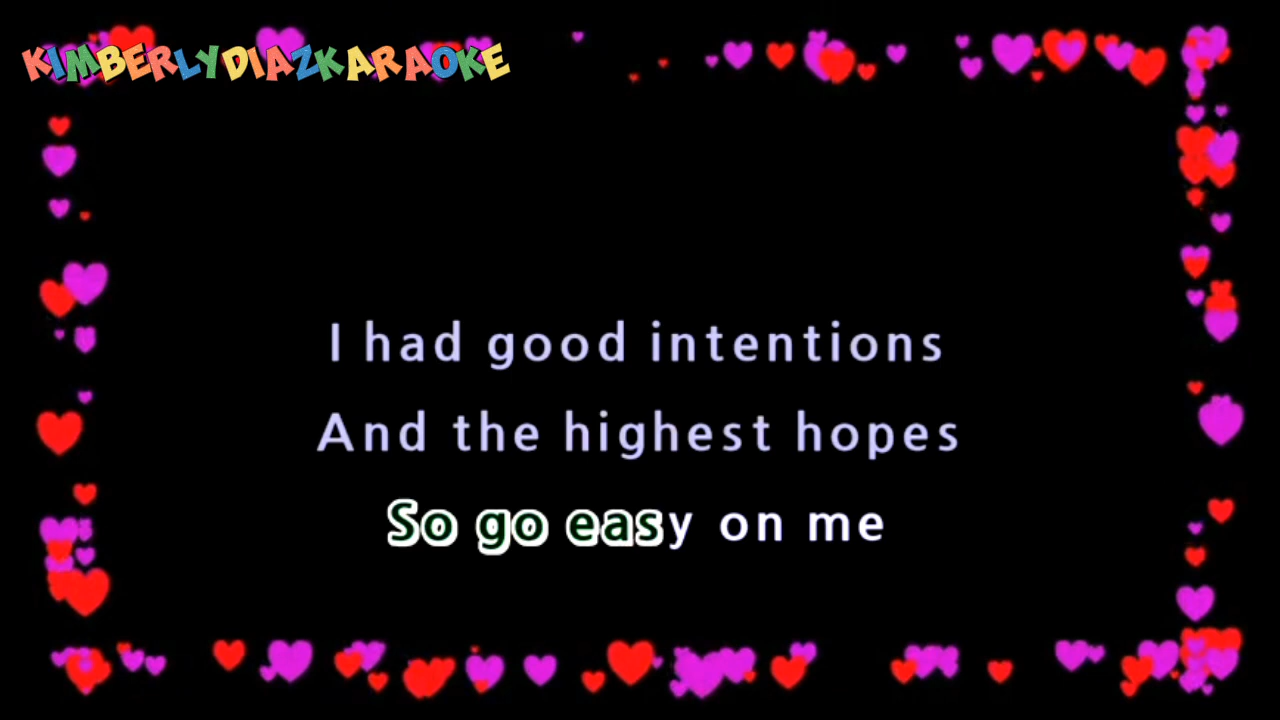 KIMBERLYDIAZKARAOKE
I had good intentions
And the highest hopes
So go easy on me